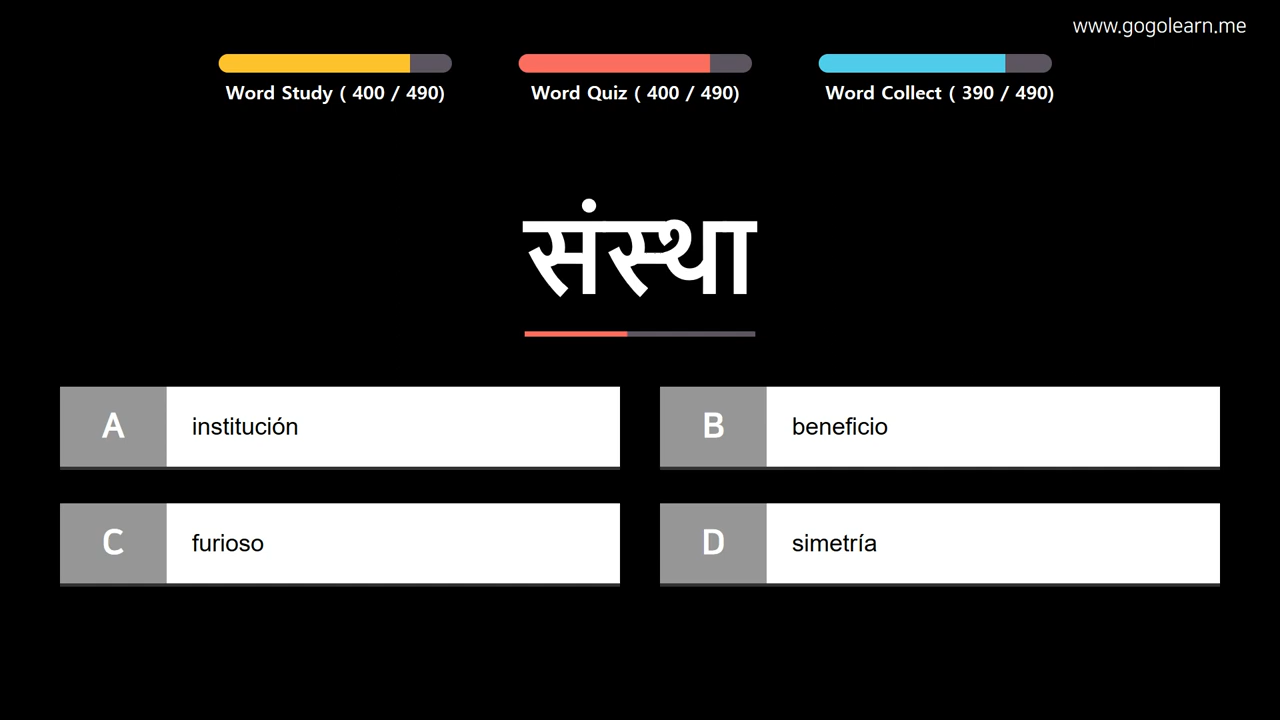 www.gogolearn.me
Word Study ( 400 / 490)
Word Quiz ( 400 / 490)
Word Collect ( 390 / 490)
संस्था
A institución
B beneficio
C furioso
D simetría